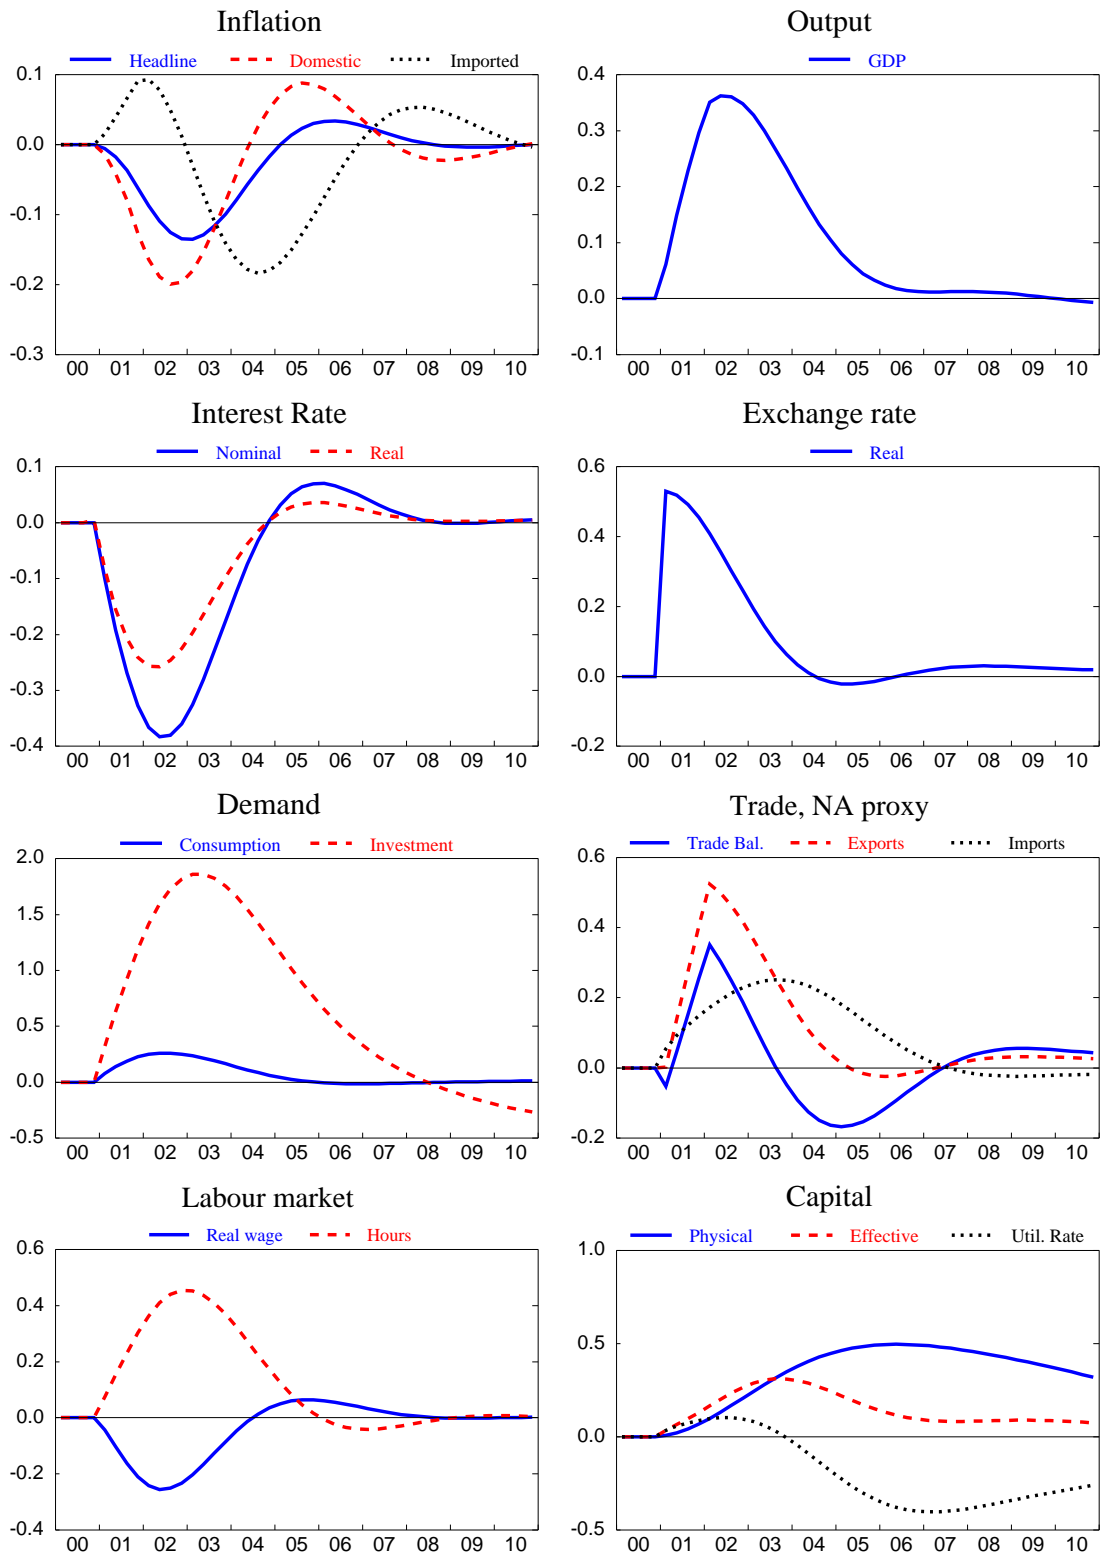 Inflation
Headline Domestic Imported
0.1
0.0
-0.1
-0.2
-0.3
00 01 02 03 04 05 06 07 08 09 10
Output
GDP
0.4
0.3
0.2
0.1
0.0
-0.1
00 01 02 03 04 05 06 07 08 09 10
Interest Rate
Nominal Real
0.1
0.0
-0.1
-0.2
-0.3
-0.4
00 01 02 03 04 05 06 07 08 09 10
Exchange rate
Real
0.6
0.4
0.2
0.0
-0.2
00 01 02 03 04 05 06 07 08 09 10
Demand
Consumption Investment
2.0
1.5
1.0
0.5
0.0
-0.5
00 01 02 03 04 05 06 07 08 09 10
Trade, NA proxy
Trade Bal. Exports Imports
0.6
0.4
0.2
0.0
-0.2
00 01 02 03 04 05 06 07 08 09 10
Labour market
Real wage Hours
0.6
0.4
0.2
0.0
-0.2
-0.4
00 01 02 03 04 05 06 07 08 09 10
Capital
Physical Effective Util. Rate
1.0
0.5
0.0
-0.5
00 01 02 03 04 05 06 07 08 09 10